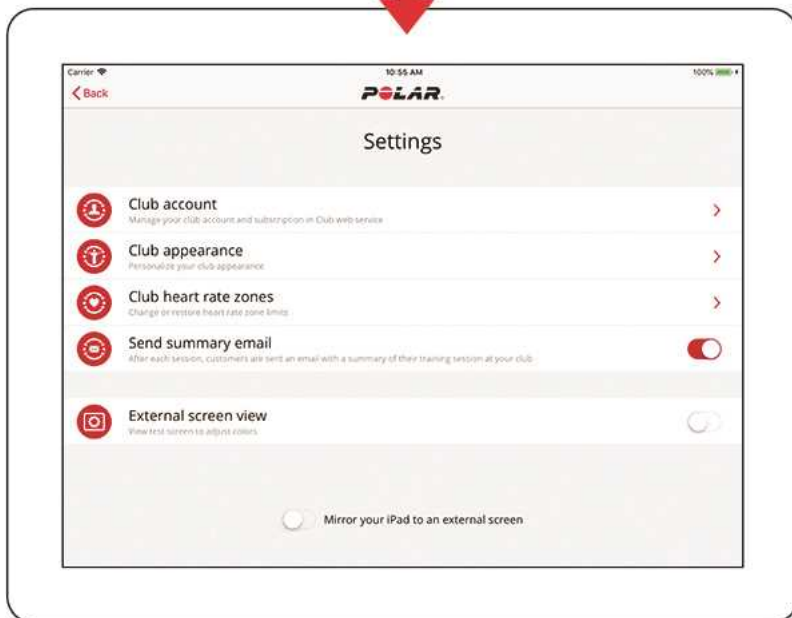 Carrier
10:55 AM
100%
Back
POLAR.
Settings
Club account
Manage your club account and subscription in Club web service
Club appearance
Personalize your club appearance
Club heart rate zones
Change or restore heart rate zone limits
Send summary email
After each session, customers are sent an email with a summary of their training session at your club
External screen view
View test screen to adjust colors
Mirror your iPad to an external screen